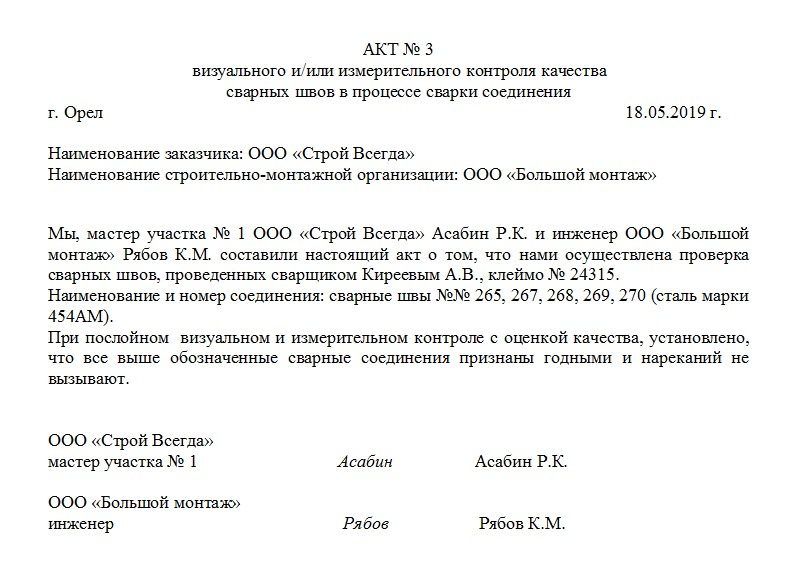 АКТ № 3
визуального и/или измерительного контроля качества
сварных швов в процессе сварки соединения
г. Орел 18.05.2019 г.
Наименование заказчика: ООО «Строй Всегда»
Наименование строительно-монтажной организации: ООО «Большой монтаж»
Мы, мастер участка № 1 ООО «Строй Всегда» Асабин Р.К. и инженер ООО «Большой
монтаж» Рябов К.М. составили настоящий акт о том, что нами осуществлена проверка
сварных швов, проведенных сварщиком Киреевым А.В., клеймо № 24315.
Наименование и номер соединения: сварные швы №№ 265, 267, 268, 269, 270 (сталь марки
454АМ).
При послойном визуальном и измерительном контроле с оценкой качества, установлено,
что все выше обозначенные сварные соединения признаны годными и нареканий не
вызывают.
ООО «Строй Всегда»
мастер участка № 1 Асабин Асабин Р.К.
ООО «Большой монтаж»
инженер Рябов Рябов К.М.